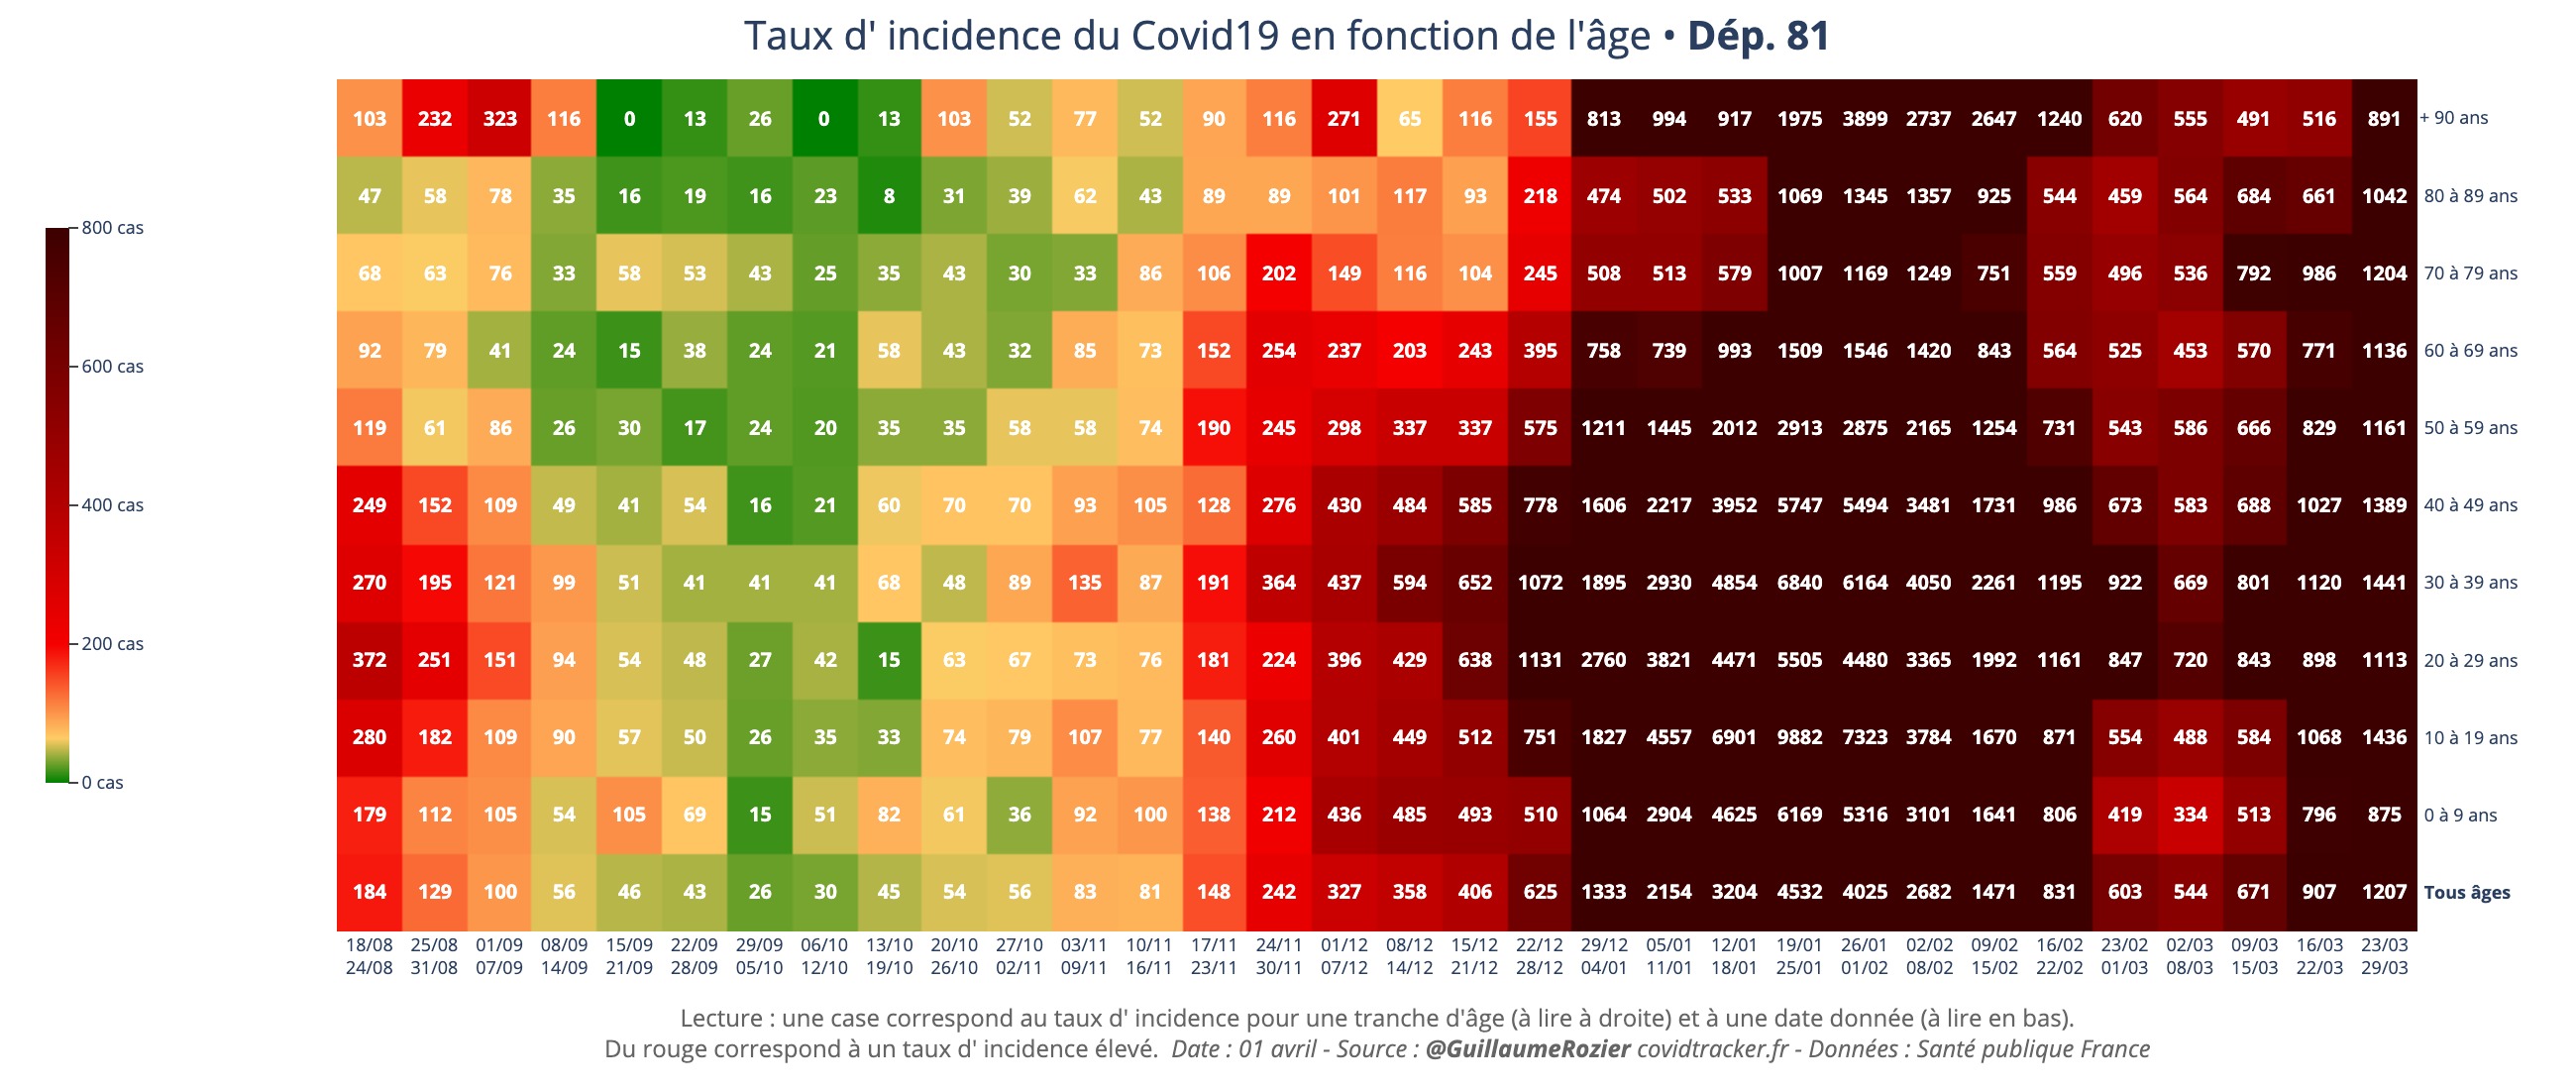 Taux d' incidence du Covid19 en fonction de l'âge • Dép. 81
103 232 323 116 0 13 26 0 13 103 52 77 52 90 116 271 65 116 155 813 994 917 1975 3899 2737 2647 1240 620 555 491 516 891 + 90 ans
47 58 78 35 16 19 16 23 8 31 39 62 43 89 89 101 117 93 218 474 502 533 1069 1345 1357 925 544 459 564 684 661 1042 80 à 89 ans
800 cas
68 63 76 33 58 53 43 25 35 43 30 33 86 106 202 149 116 104 245 508 513 579 1007 1169 1249 751 559 496 536 792 986 1204 70 à 79 ans
92 79 41 24 15 38 24 21 58 43 32 85 73 152 254 237 203 243 395 758 739 993 1509 1546 1420 843 564 525 453 570 771 1136 60 à 69 ans
600 cas
119 61 86 26 30 17 24 20 35 35 58 58 74 190 245 298 337 337 575 1211 1445 2012 2913 2875 2165 1254 731 543 586 666 829 1161 50 à 59 ans
400 cas
249 152 109 49 41 54 16 21 60 70 70 93 105 128 276 430 484 585 778 1606 2217 3952 5747 5494 3481 1731 986 673 583 688 1027 1389 40 à 49 ans
270 195 121 99 51 41 41 41 68 48 89 135 87 191 364 437 594 652 1072 1895 2930 4854 6840 6164 4050 2261 1195 922 669 801 1120 1441 30 à 39 ans
200 cas
372 251 151 94 54 48 27 42 15 63 67 73 76 181 224 396 429 638 1131 2760 3821 4471 5505 4480 3365 1992 1161 847 720 843 898 1113 20 à 29 ans
280 182 109 90 57 50 26 35 33 74 79 107 77 140 260 401 449 512 751 1827 4557 6901 9882 7323 3784 1670 871 554 488 584 1068 1436 10 à 19 ans
0 cas
179 112 105 54 105 69 15 51 82 61 36 92 100 138 212 436 485 493 510 1064 2904 4625 6169 5316 3101 1641 806 419 334 513 796 875 0 à 9 ans
184 129 100 56 46 43 26 30 45 54 56 83 81 148 242 327 358 406 625 1333 2154 3204 4532 4025 2682 1471 831 603 544 671 907 1207 Tous âges
18/08 25/08 01/09 08/09 15/09 22/09 29/09 06/10 13/10 20/10 27/10 03/11 10/11 17/11 24/11 01/12 08/12 15/12 22/12 29/12 05/01 12/01 19/01 26/01 02/02 09/02 16/02 23/02 02/03 09/03 16/03 23/03
24/08 31/08 07/09 14/09 21/09 28/09 05/10 12/10 19/10 26/10 02/11 09/11 16/11 23/11 30/11 07/12 14/12 21/12 28/12 04/01 11/01 18/01 25/01 01/02 08/02 15/02 22/02 01/03 08/03 15/03 22/03 29/03
Lecture : une case correspond au taux d' incidence pour une tranche d'âge (à lire à droite) et à une date donnée (à lire en bas).
Du rouge correspond à un taux d' incidence élevé. Date : 01 avril - Source : @GuillaumeRozier covidtracker.fr - Données : Santé publique France